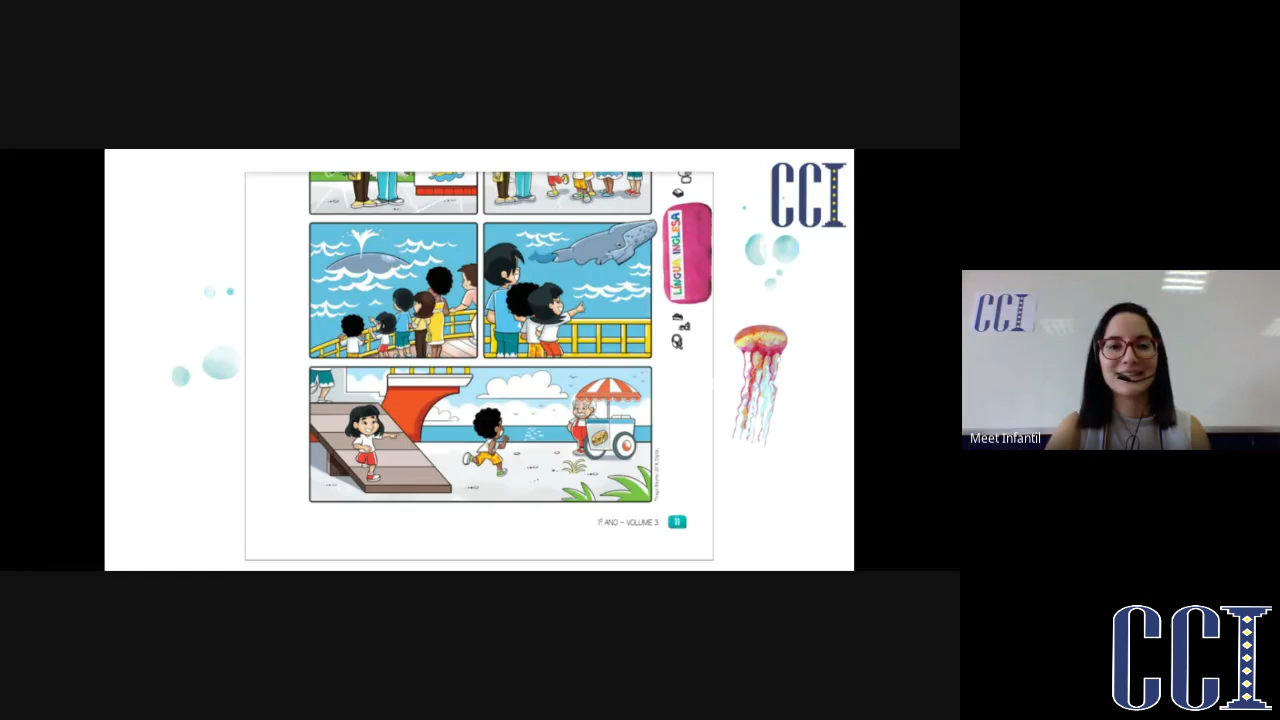 CCI
LÍNGUA INGLESA
1º ANO – VOLUME 3
11
CCI
Meet Infantil
CCI